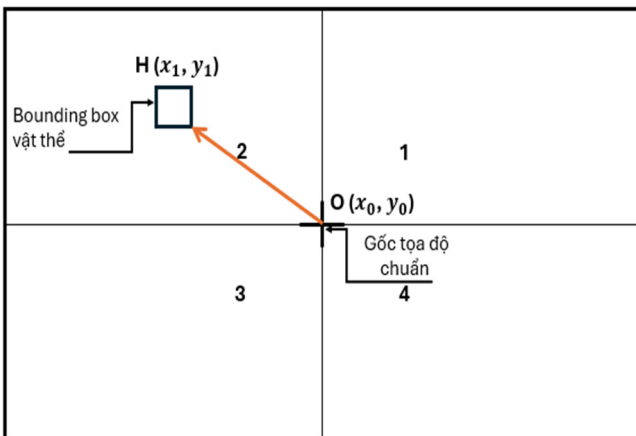 H (x₁, y₁)
Bounding box
vật thể
2
1
O (x₀, y₀)
Gốc tọa độ
chuẩn
3
4